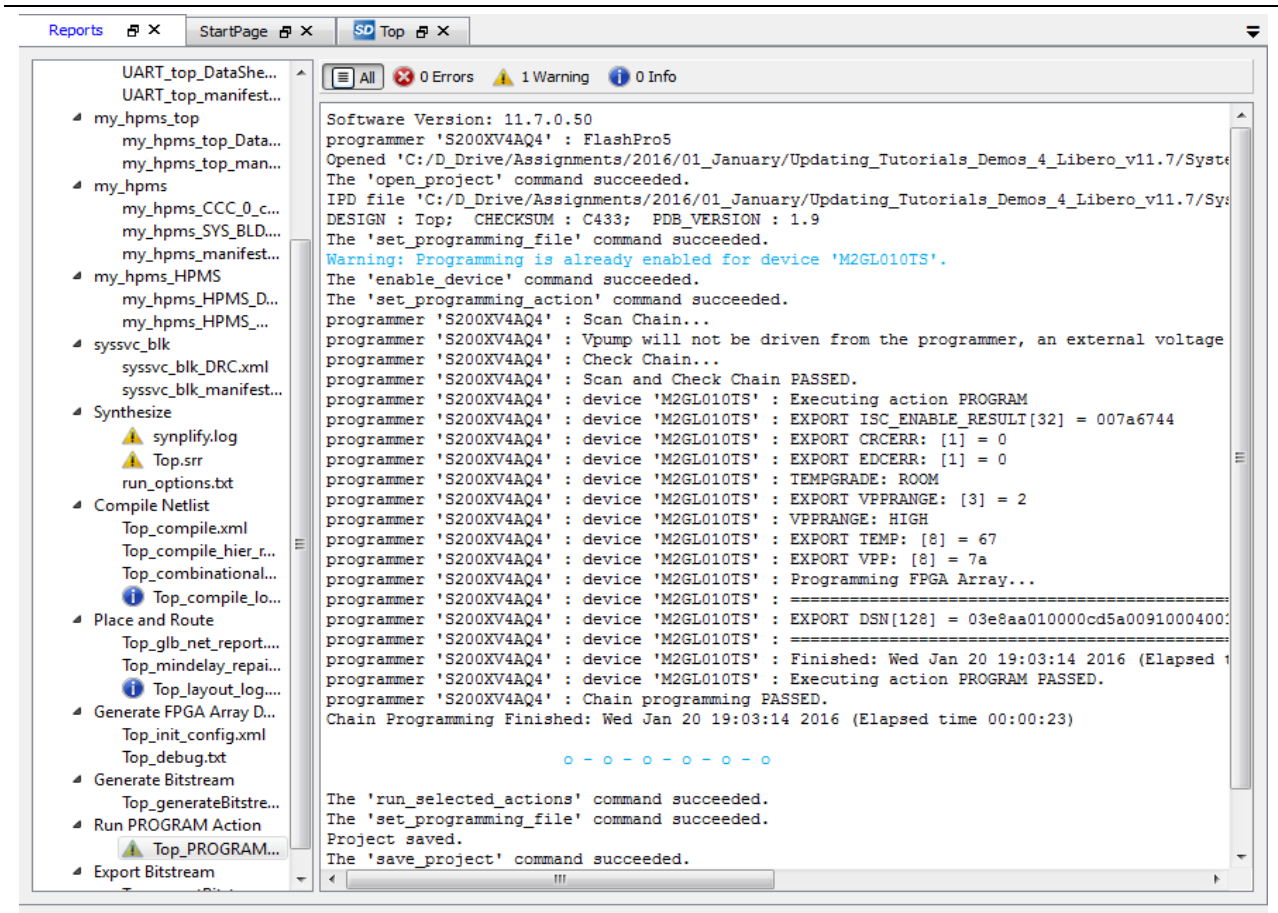 Reports
StartPage
SD Top
UART_top_DataShe...
UART_top_manifest...
my_hpms_top
my_hpms_top_Data...
my_hpms_top_man...
my_hpms
my_hpms_CCC_0_c...
my_hpms_SYS_BLD....
my_hpms_manifest...
my_hpms_HPMS
my_hpms_HPMS_D...
my_hpms_HPMS_...
syssvc_blk
syssvc_blk_DRC.xml
syssvc_blk_manifest...
Synthesize
synplify.log
Top.srr
run_options.txt
Compile Netlist
Top_compile.xml
Top_compile_hier_r...
Top_combinational...
Top_compile_lo...
Place and Route
Top_glb_net_report....
Top_mindelay_repai...
Top_layout_log....
Generate FPGA Array D...
Top_init_config.xml
Top_debug.txt
Generate Bitstream
Top_generateBitstre...
Run PROGRAM Action
Top_PROGRAM...
Export Bitstream
All
0 Errors
1 Warning
0 Info
Software Version: 11.7.0.50
programmer 'S200XV4AQ4' : FlashPro5
Opened 'C:/D_Drive/Assignments/2016/01_January/Updating_Tutorials_Demos_4_Libero_v11.7/Syste
The 'open_project' command succeeded.
IPD file 'C:/D_Drive/Assignments/2016/01_January/Updating_Tutorials_Demos_4_Libero_v11.7/Sys
DESIGN : Top; CHECKSUM : C433; PDB_VERSION : 1.9
The 'set_programming_file' command succeeded.
Warning: Programming is already enabled for device 'M2GL010TS'.
The 'enable_device' command succeeded.
The 'set_programming_action' command succeeded.
programmer 'S200XV4AQ4' : Scan Chain...
programmer 'S200XV4AQ4' : Vpump will not be driven from the programmer, an external voltage
programmer 'S200XV4AQ4' : Check Chain...
programmer 'S200XV4AQ4' : Scan and Check Chain PASSED.
programmer 'S200XV4AQ4' : device 'M2GL010TS' : Executing action PROGRAM
programmer 'S200XV4AQ4' : device 'M2GL010TS' : EXPORT ISC_ENABLE_RESULT[32] = 007a6744
programmer 'S200XV4AQ4' : device 'M2GL010TS' : EXPORT CRCERR: [1] = 0
programmer 'S200XV4AQ4' : device 'M2GL010TS' : EXPORT EDCERR: [1] = 0
programmer 'S200XV4AQ4' : device 'M2GL010TS' : TEMPGRADE: ROOM
programmer 'S200XV4AQ4' : device 'M2GL010TS' : EXPORT VPPRANGE: [3] = 2
programmer 'S200XV4AQ4' : device 'M2GL010TS' : VPPRANGE: HIGH
programmer 'S200XV4AQ4' : device 'M2GL010TS' : EXPORT TEMP: [8] = 67
programmer 'S200XV4AQ4' : device 'M2GL010TS' : EXPORT VPP: [8] = 7a
programmer 'S200XV4AQ4' : device 'M2GL010TS' : Programming FPGA Array...
programmer 'S200XV4AQ4' : device 'M2GL010TS' : ============================================
programmer 'S200XV4AQ4' : device 'M2GL010TS' : EXPORT DSN[128] = 03e8aa010000cd5a00910004001
programmer 'S200XV4AQ4' : device 'M2GL010TS' : ============================================
programmer 'S200XV4AQ4' : device 'M2GL010TS' : Finished: Wed Jan 20 19:03:14 2016 (Elapsed t
programmer 'S200XV4AQ4' : device 'M2GL010TS' : Executing action PROGRAM PASSED.
programmer 'S200XV4AQ4' : Chain programming PASSED.
Chain Programming Finished: Wed Jan 20 19:03:14 2016 (Elapsed time 00:00:23)
o - o - o - o - o - o
The 'run_selected_actions' command succeeded.
The 'set_programming_file' command succeeded.
Project saved.
The 'save_project' command succeeded.